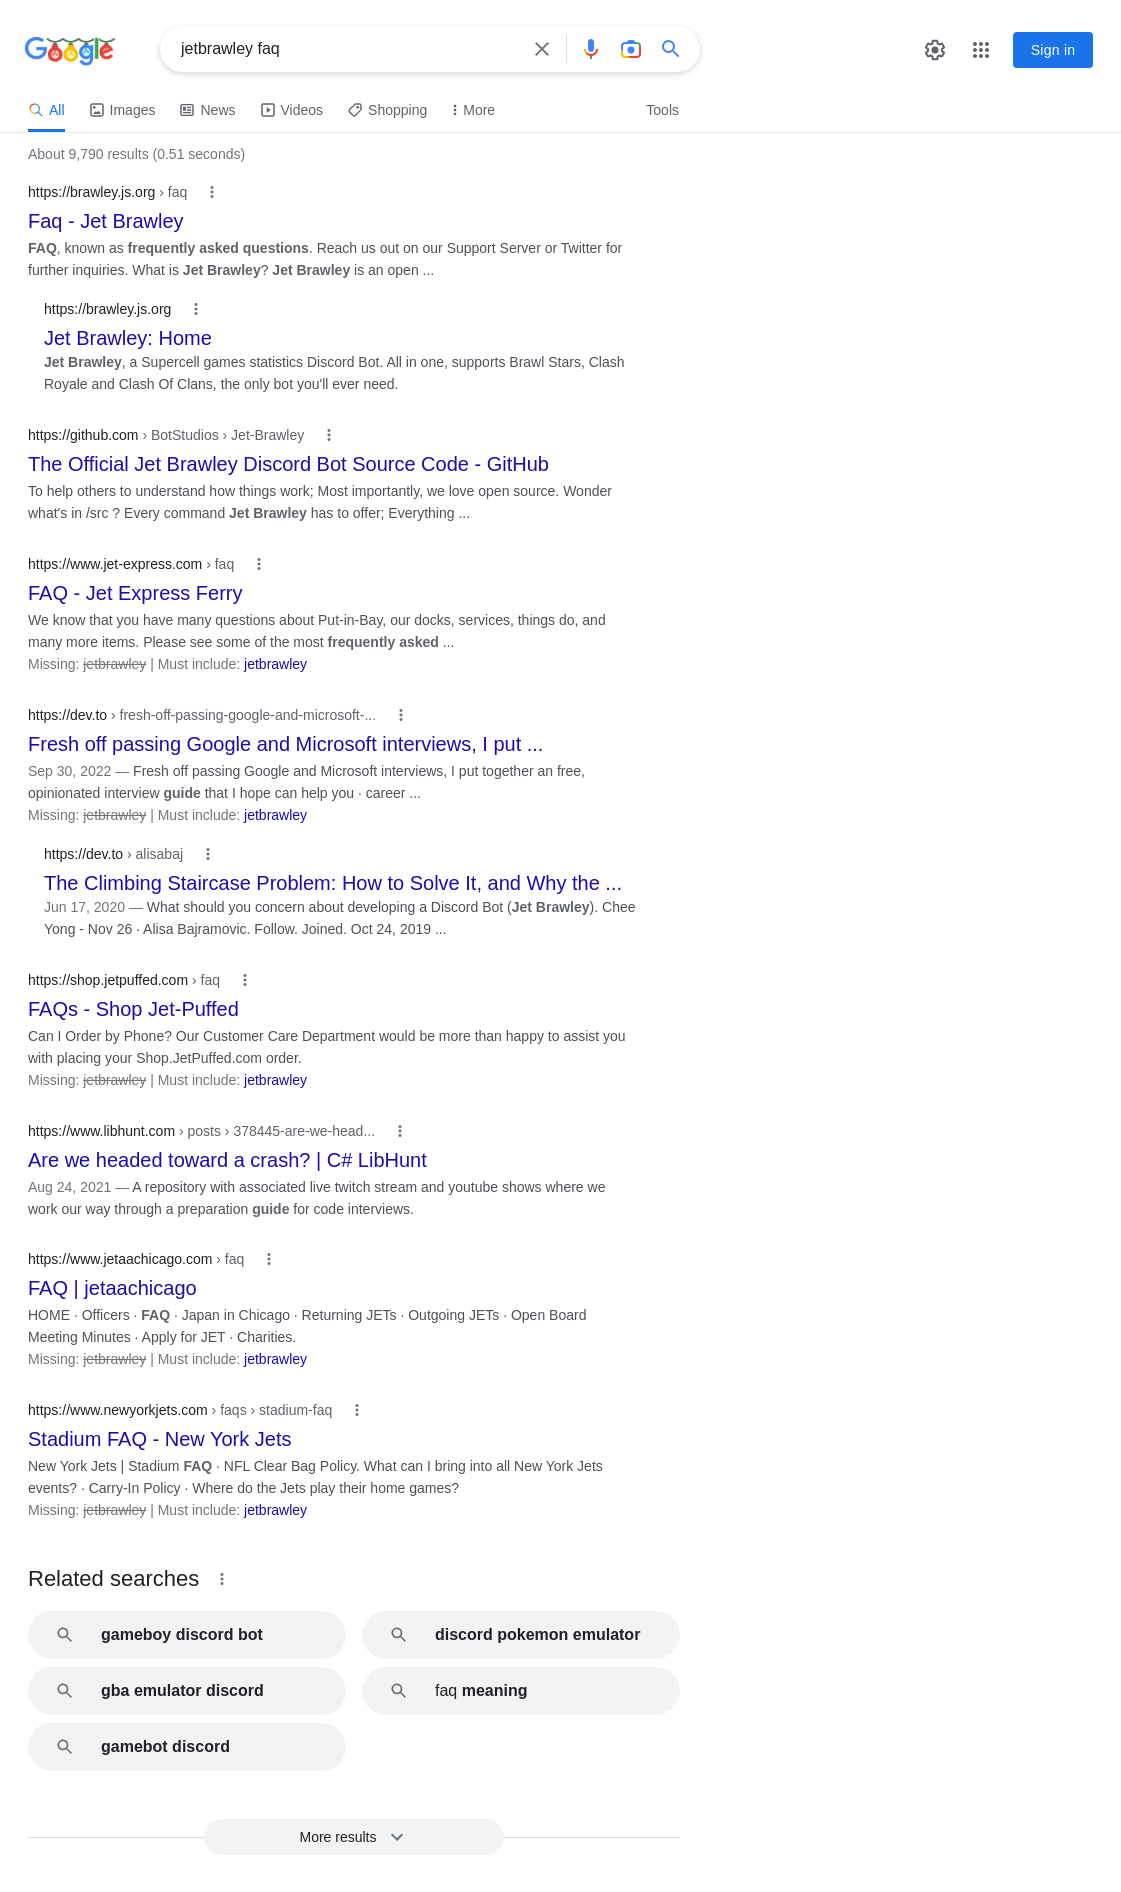 Google
jetbrawley faq
Sign in
All
Images
News
Videos
Shopping
More
Tools
About 9,790 results (0.51 seconds)
https://brawley.js.org › faq
Faq - Jet Brawley
FAQ, known as frequently asked questions. Reach us out on our Support Server or Twitter for
further inquiries. What is Jet Brawley? Jet Brawley is an open ...
https://brawley.js.org
Jet Brawley: Home
Jet Brawley, a Supercell games statistics Discord Bot. All in one, supports Brawl Stars, Clash
Royale and Clash Of Clans, the only bot you'll ever need.
https://github.com › BotStudios › Jet-Brawley
The Official Jet Brawley Discord Bot Source Code - GitHub
To help others to understand how things work; Most importantly, we love open source. Wonder
what's in /src ? Every command Jet Brawley has to offer; Everything ...
https://www.jet-express.com › faq
FAQ - Jet Express Ferry
We know that you have many questions about Put-in-Bay, our docks, services, things do, and
many more items. Please see some of the most frequently asked ...
Missing: jetbrawley | Must include: jetbrawley
https://dev.to › fresh-off-passing-google-and-microsoft-...
Fresh off passing Google and Microsoft interviews, I put ...
Sep 30, 2022 — Fresh off passing Google and Microsoft interviews, I put together an free,
opinionated interview guide that I hope can help you · career ...
Missing: jetbrawley | Must include: jetbrawley
https://dev.to › alisabaj
The Climbing Staircase Problem: How to Solve It, and Why the ...
Jun 17, 2020 — What should you concern about developing a Discord Bot (Jet Brawley). Chee
Yong - Nov 26 · Alisa Bajramovic. Follow. Joined. Oct 24, 2019 ...
https://shop.jetpuffed.com › faq
FAQs - Shop Jet-Puffed
Can I Order by Phone? Our Customer Care Department would be more than happy to assist you
with placing your Shop.JetPuffed.com order.
Missing: jetbrawley | Must include: jetbrawley
https://www.libhunt.com › posts › 378445-are-we-head...
Are we headed toward a crash? | C# LibHunt
Aug 24, 2021 — A repository with associated live twitch stream and youtube shows where we
work our way through a preparation guide for code interviews.
https://www.jetaachicago.com › faq
FAQ | jetaachicago
HOME · Officers · FAQ · Japan in Chicago · Returning JETs · Outgoing JETs · Open Board
Meeting Minutes · Apply for JET · Charities.
Missing: jetbrawley | Must include: jetbrawley
https://www.newyorkjets.com › faqs › stadium-faq
Stadium FAQ - New York Jets
New York Jets | Stadium FAQ · NFL Clear Bag Policy. What can I bring into all New York Jets
events? · Carry-In Policy · Where do the Jets play their home games?
Missing: jetbrawley | Must include: jetbrawley
Related searches
gameboy discord bot
discord pokemon emulator
gba emulator discord
faq meaning
gamebot discord
More results